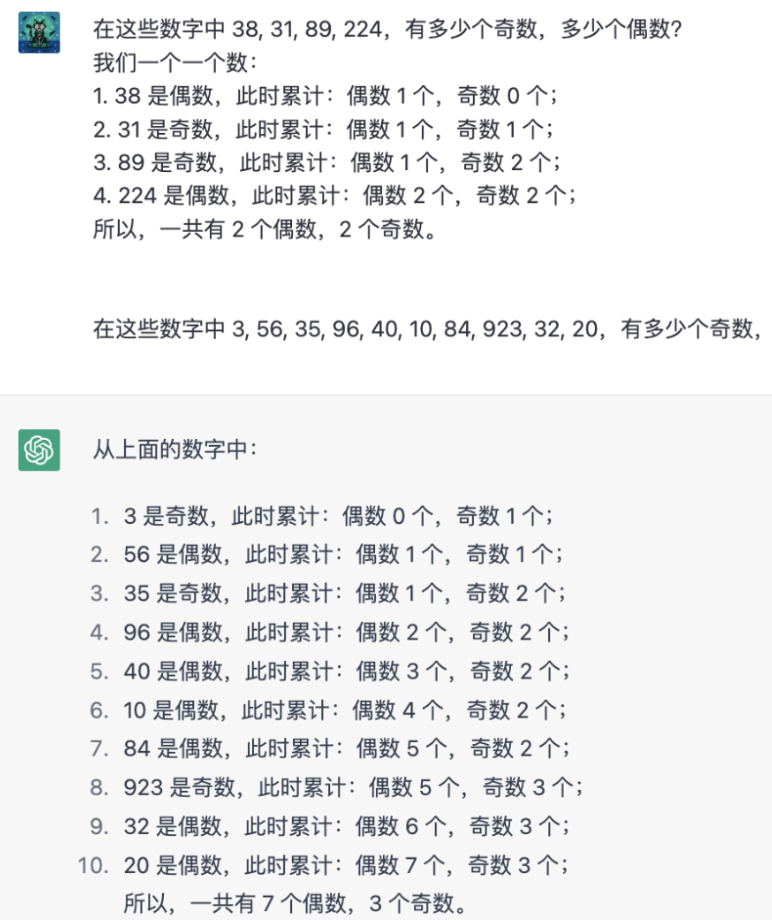 在这些数字中 38, 31, 89, 224，有多少个奇数，多少个偶数?
我们一个一个数：
1. 38 是偶数，此时累计：偶数 1 个，奇数 0 个；
2. 31 是奇数，此时累计：偶数 1 个，奇数 1 个；
3. 89 是奇数，此时累计：偶数 1 个，奇数 2 个；
4. 224 是偶数，此时累计：偶数 2 个，奇数 2 个；
所以，一共有 2 个偶数，2 个奇数。
在这些数字中 3, 56, 35, 96, 40, 10, 84, 923, 32, 20，有多少个奇数，
从上面的数字中：
1. 3 是奇数，此时累计：偶数 0 个，奇数 1 个；
2. 56 是偶数，此时累计：偶数 1 个，奇数 1 个；
3. 35 是奇数，此时累计：偶数 1 个，奇数 2 个；
4. 96 是偶数，此时累计：偶数 2 个，奇数 2 个；
5. 40 是偶数，此时累计：偶数 3 个，奇数 2 个；
6. 10 是偶数，此时累计：偶数 4 个，奇数 2 个；
7. 84 是偶数，此时累计：偶数 5 个，奇数 2 个；
8. 923 是奇数，此时累计：偶数 5 个，奇数 3 个；
9. 32 是偶数，此时累计：偶数 6 个，奇数 3 个；
10. 20 是偶数，此时累计：偶数 7 个，奇数 3 个；
所以，一共有 7 个偶数，3 个奇数。